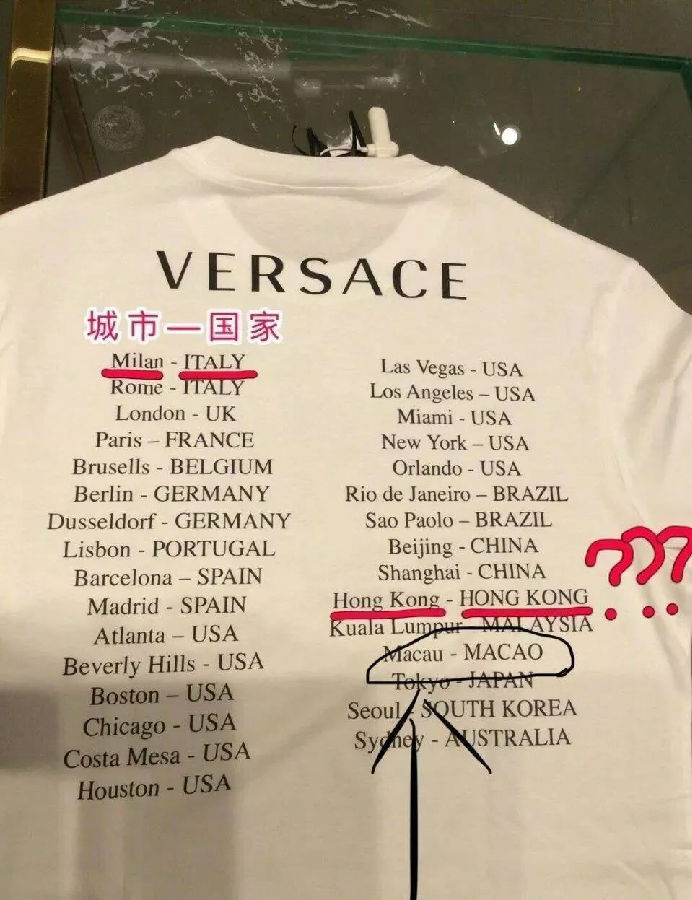 VERSACE
城市—国家
Milan - ITALY
Rome - ITALY
London - UK
Paris – FRANCE
Brusells - BELGIUM
Berlin - GERMANY
Dusseldorf - GERMANY
Lisbon - PORTUGAL
Barcelona – SPAIN
Madrid - SPAIN
Atlanta – USA
Beverly Hills - USA
Boston – USA
Chicago - USA
Costa Mesa - USA
Houston - USA
Las Vegas - USA
Los Angeles – USA
Miami - USA
New York – USA
Orlando - USA
Rio de Janeiro – BRAZIL
Sao Paolo – BRAZIL
Beijing - CHINA
Shanghai - CHINA
Hong Kong - HONG KONG
???
Kuala Lumpur - MALAYSIA
Macau - MACAO
Tokyo - JAPAN
Seoul - SOUTH KOREA
Sydney - AUSTRALIA